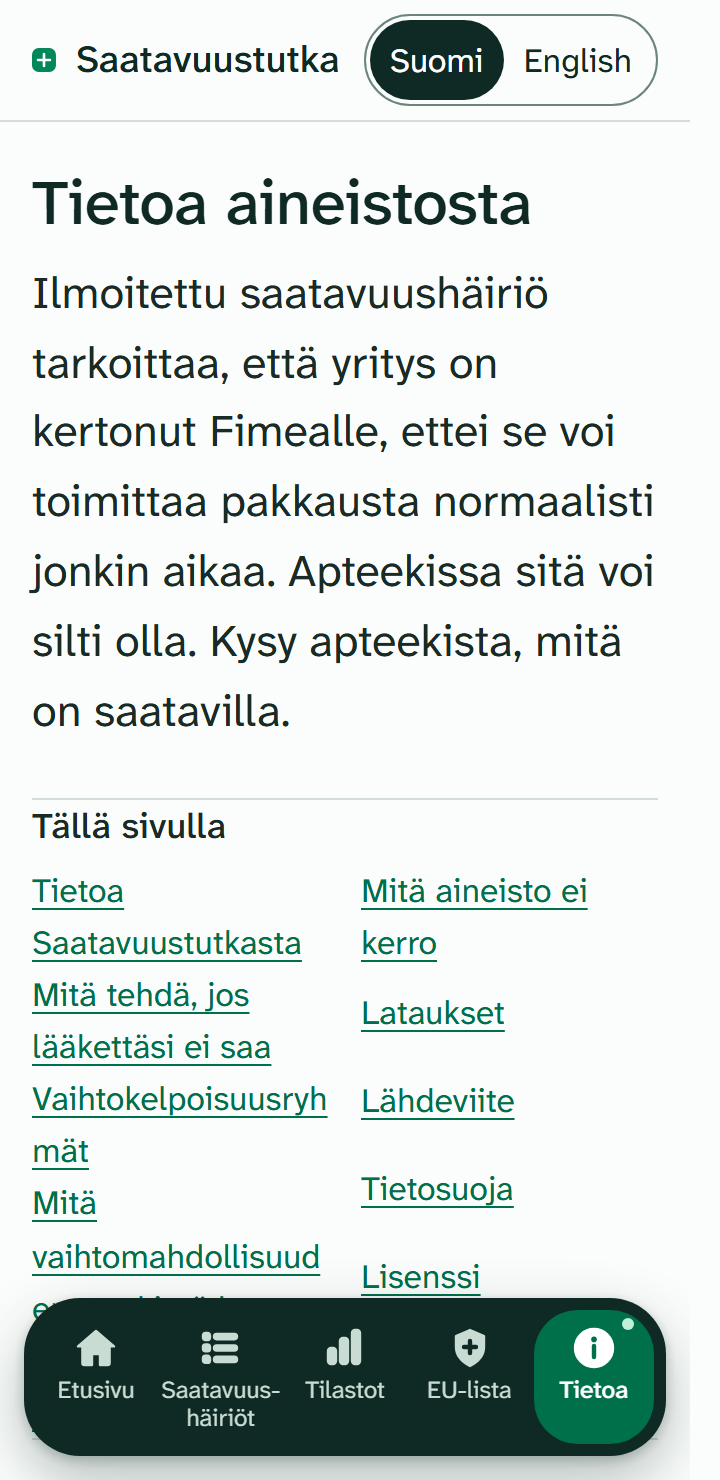 Saatavuustutka
Suomi
English
Tietoa aineistosta
Ilmoitettu saatavuushäiriö
tarkoittaa, että yritys on
kertonut Fimealle, ettei se voi
toimittaa pakkausta normaalisti
jonkin aikaa. Apteekissa sitä voi
silti olla. Kysy apteekista, mitä
on saatavilla.
Tällä sivulla
Tietoa
Saatavuustutkasta
Mitä tehdä, jos
lääkettäsi ei saa
Vaihtokelpoisuusryh
mät
Mitä
vaihtomahdollisuud
Mitä aineisto ei
kerro
Lataukset
Lähdeviite
Tietosuoja
Lisenssi
Etusivu
Saatavuus-
häiriöt
Tilastot
EU-lista
Tietoa